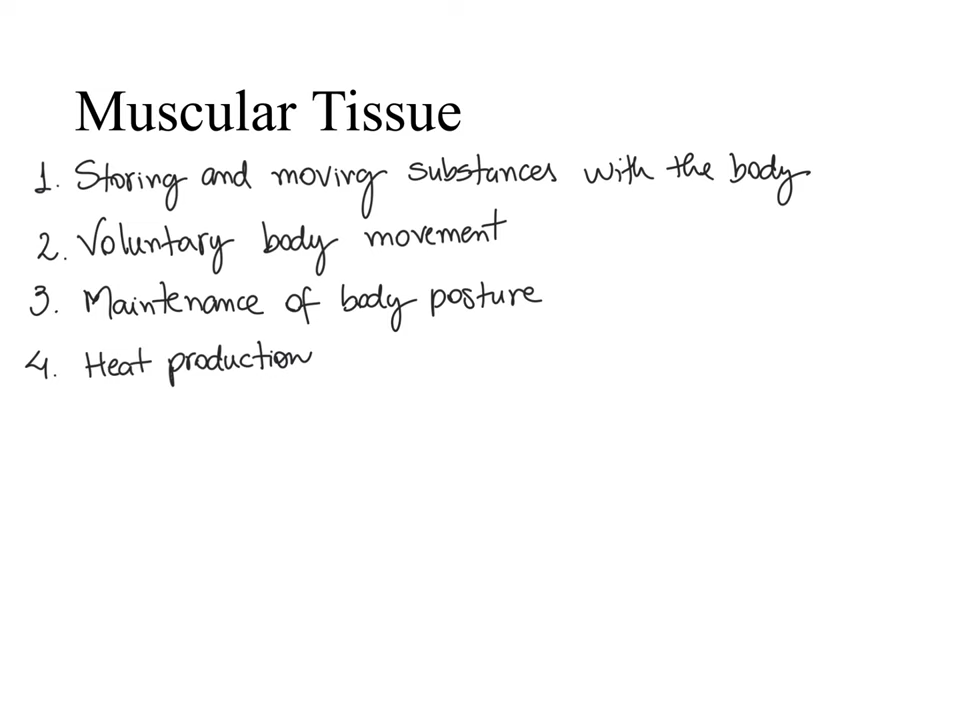 Muscular Tissue
1. Storing and moving substances with the body
2. Voluntary body movement
3. Maintenance of body posture
4. Heat production